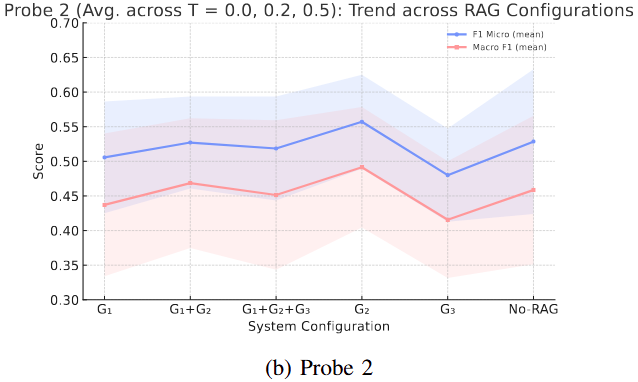 Probe 2 (Avg. across T = 0.0, 0.2, 0.5): Trend across RAG Configurations
0.70
F1 Micro (mean)
Macro F1 (mean)
0.65
0.60
0.55
0.50
0.45
0.40
0.35
0.30
Score
G₁
G₁+G₂
G₁+G₂+G₃
G₂
G₃
No-RAG
System Configuration
(b) Probe 2